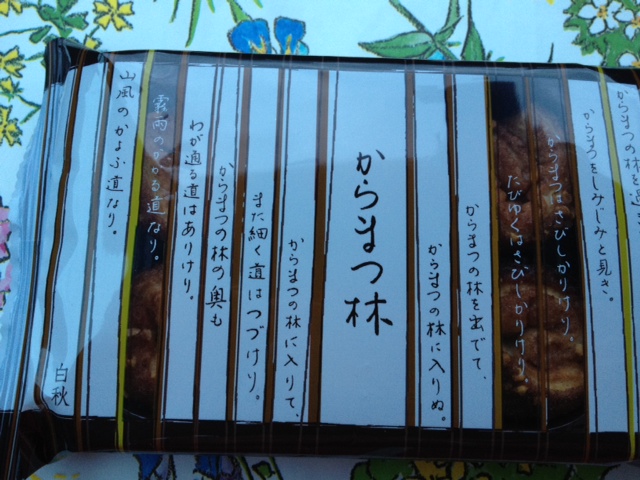 からまつの林を
からまつをしみじみと見き。
からまつはさびしかりけり。
たびゆくはさびしかりけり。
からまつの林を出でて、
からまつの林に入りぬ。
からまつ林
からまつの林に入りて、
また細く道はつづけり。
からまつの林の奥も
わが通る道はありけり。
霧雨のかかる道なり。
山風のかよふ道なり。
白秋